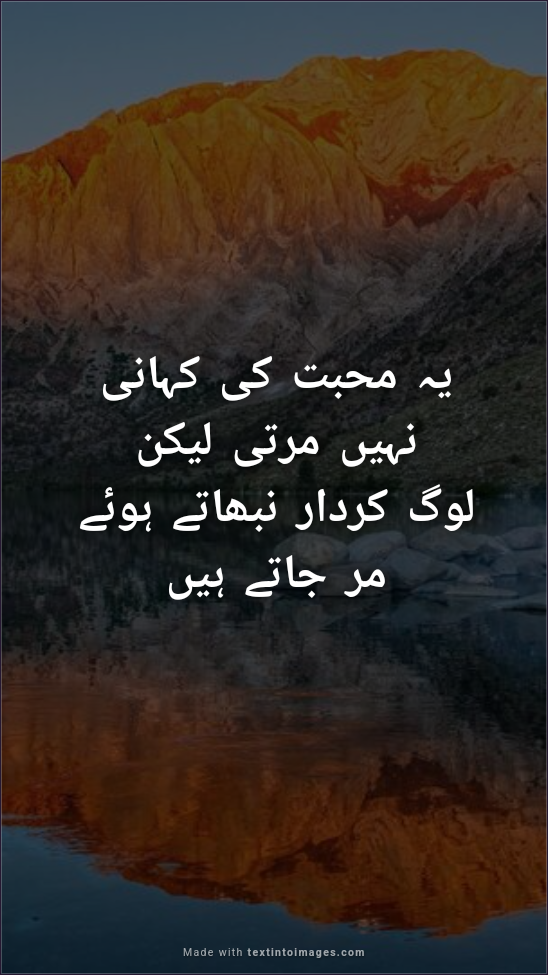 یہ محبت کی کہانی
نہیں مرتی لیکن
لوگ کردار نبھاتے ہوئے
مر جاتے ہیں
Made with textintoimages.com